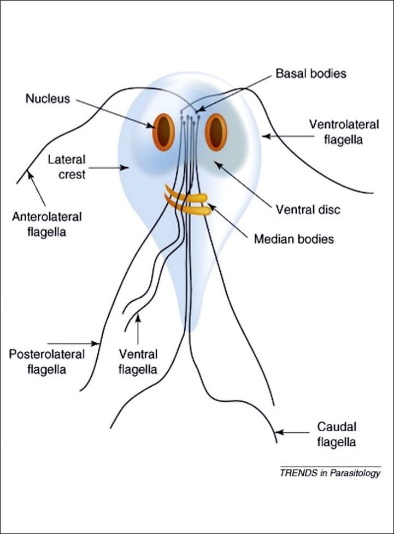 Basal bodies
Nucleus
Ventrolateral
flagella
Lateral
crest
Ventral disc
Anterolateral
flagella
Median bodies
Posterolateral
flagella
Ventral
flagella
Caudal
flagella
TRENDS in Parasitology